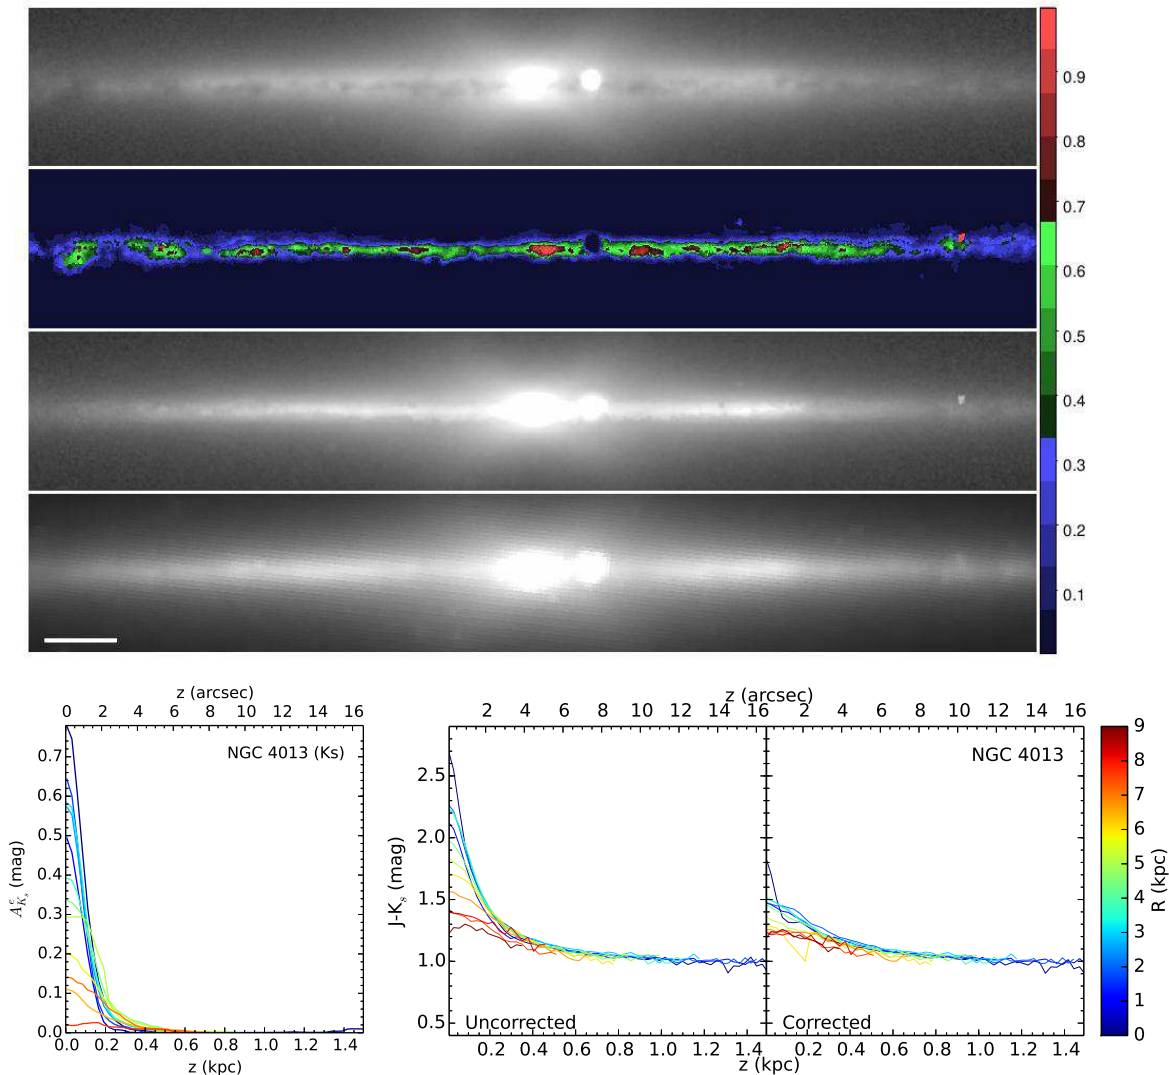 0.9
0.8
0.7
0.6
0.5
0.4
0.3
0.2
0.1
z (arcsec)
0 2 4 6 8 10 12 14 16
NGC 4013 (Ks)
0.7
0.6
0.5
0.4
0.3
0.2
0.1
0.0
A^e_{K_s} (mag)
0.0 0.2 0.4 0.6 0.8 1.0 1.2 1.4
z (kpc)
z (arcsec)
2 4 6 8 10 12 14 16 2 4 6 8 10 12 14 16
NGC 4013
2.5
2.0
1.5
1.0
0.5
J-K_s (mag)
Uncorrected
Corrected
0.2 0.4 0.6 0.8 1.0 1.2 1.4 0.2 0.4 0.6 0.8 1.0 1.2 1.4
z (kpc)
9
8
7
6
5
4
3
2
1
0
R (kpc)